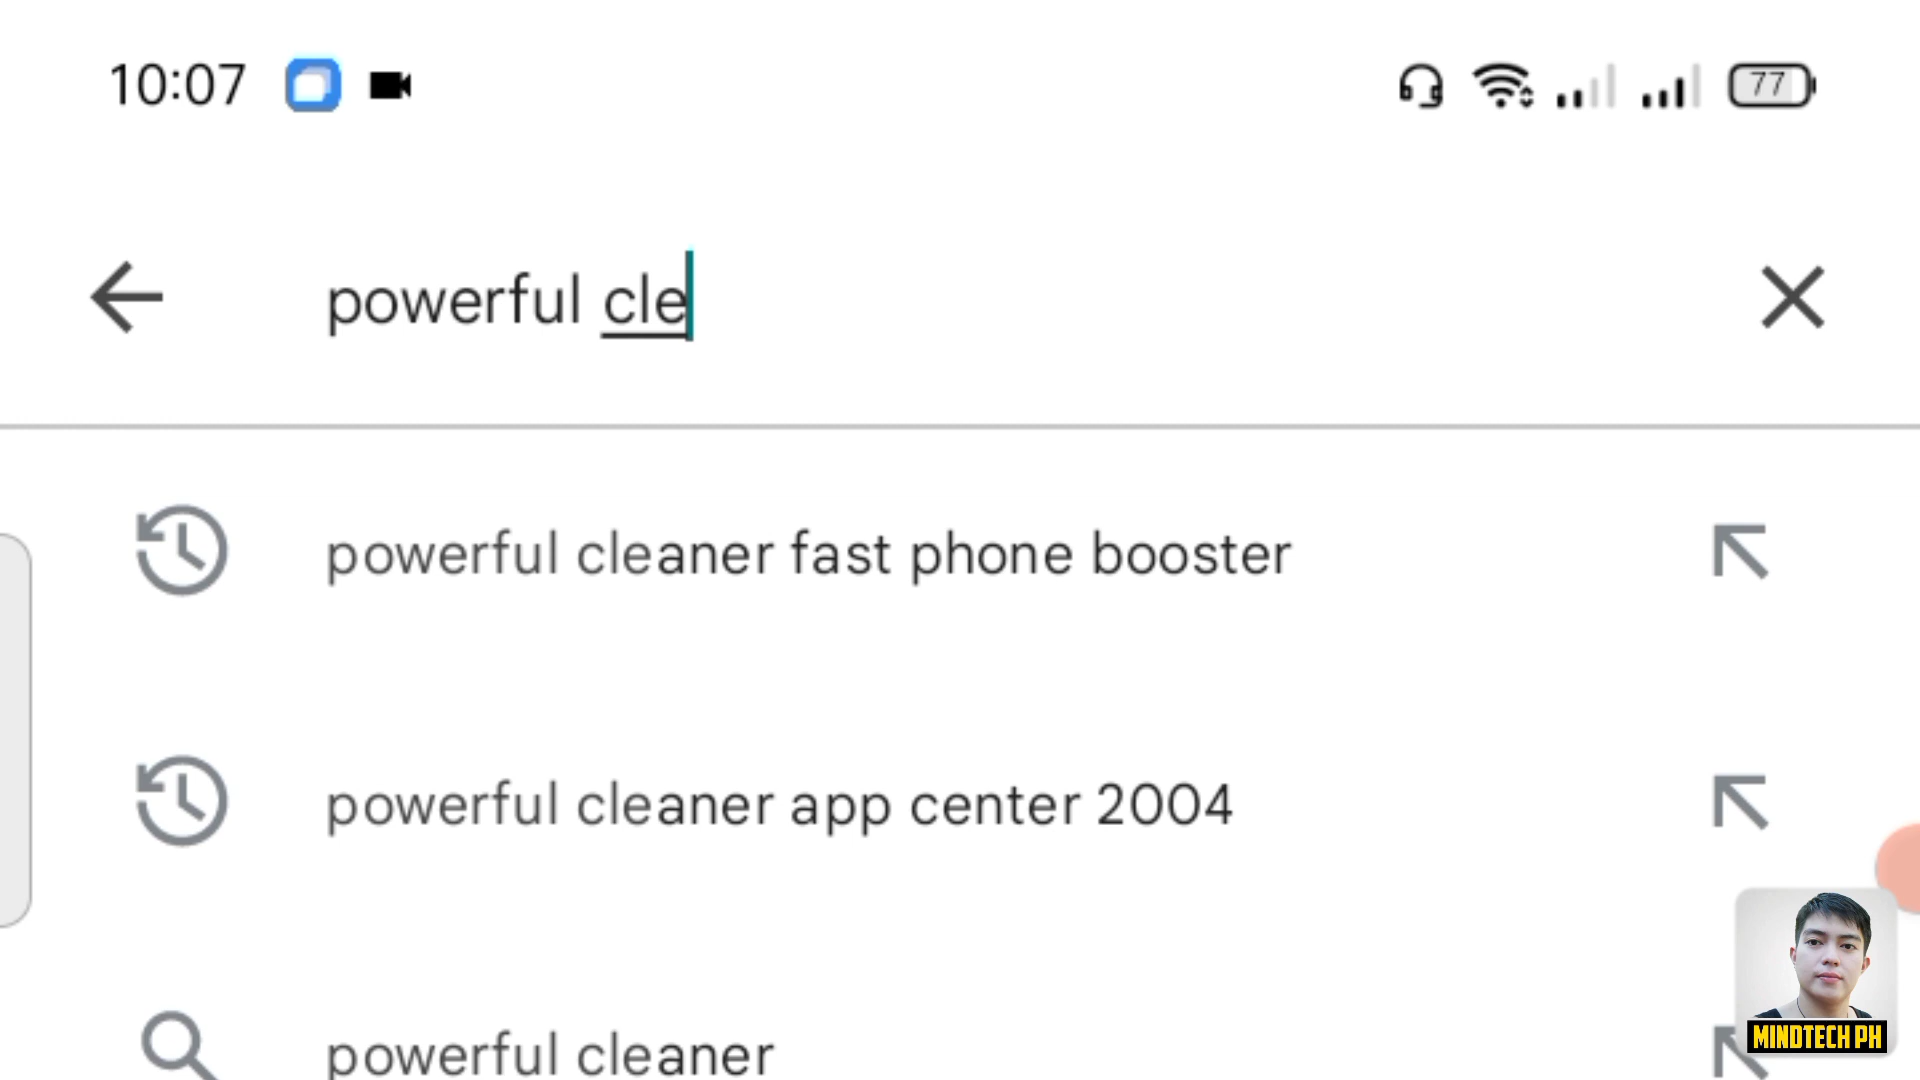 10:07
77
powerful cle
powerful cleaner fast phone booster
powerful cleaner app center 2004
powerful cleaner
MINDTECH PH